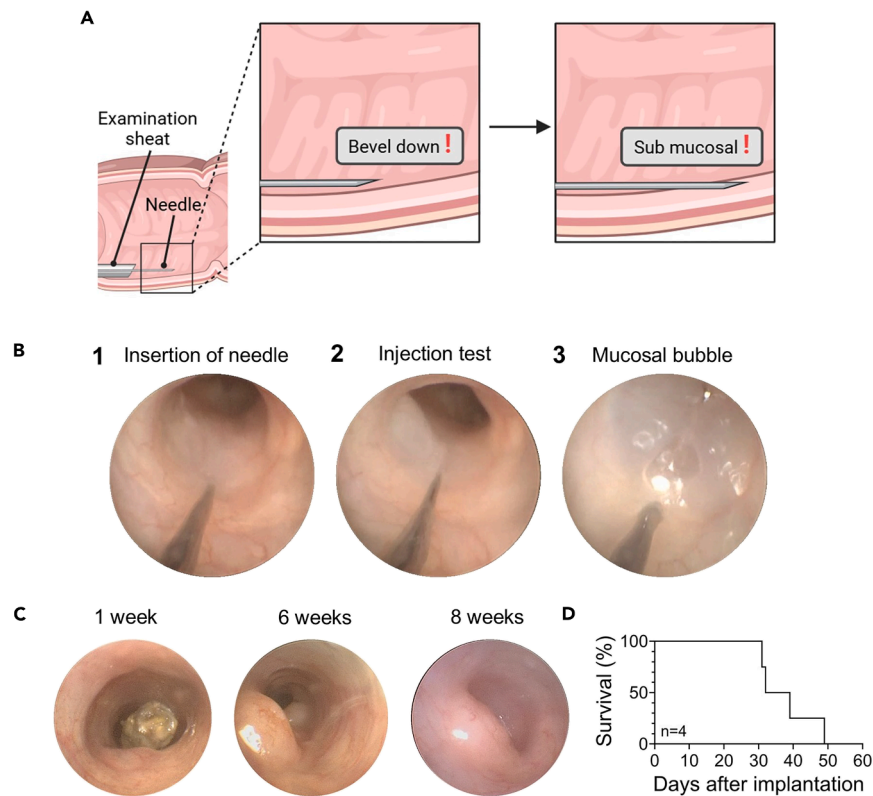 A
Examination
sheat
Needle
Bevel down !
Sub mucosal !
B
1 Insertion of needle
2 Injection test
3 Mucosal bubble
C
1 week
6 weeks
8 weeks
D
Survival (%)
100
50
0
n=4
0 10 20 30 40 50 60
Days after implantation